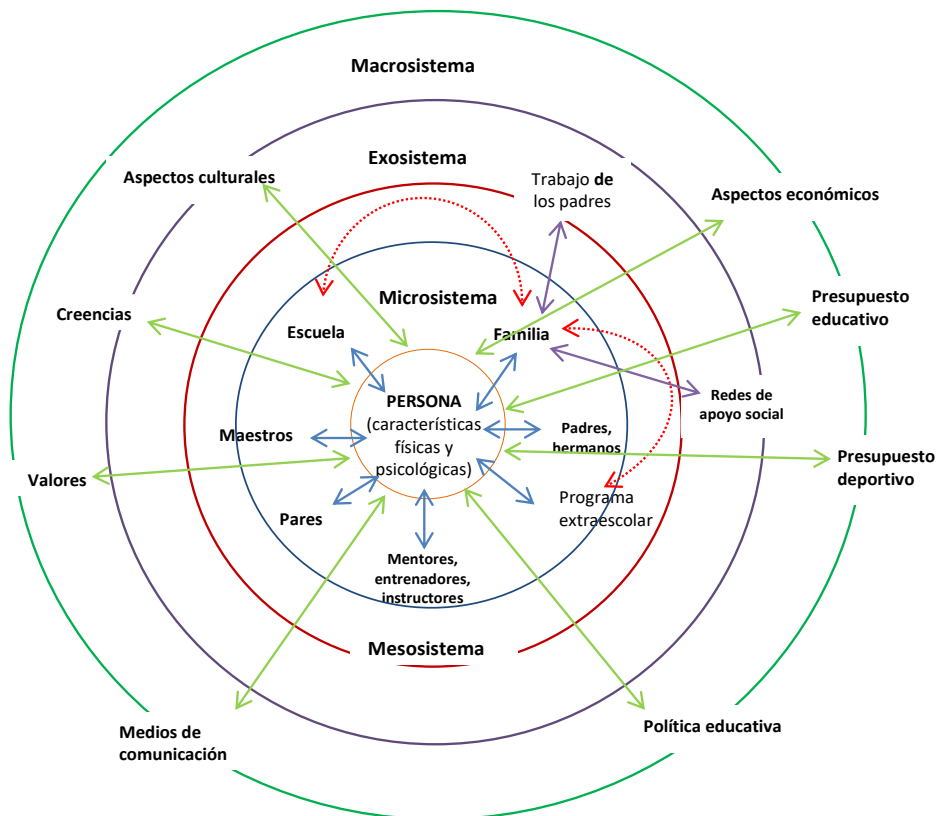 Macrosistema
Exosistema
Aspectos culturales
Trabajo de
los padres
Aspectos económicos
Microsistema
Presupuesto
educativo
Creencias
Escuela
Familia
PERSONA
(características
físicas y
psicológicas)
Redes de
apoyo social
Maestros
Padres,
hermanos
Valores
Presupuesto
deportivo
Programa
extraescolar
Pares
Mentores,
entrenadores,
instructores
Mesosistema
Medios de
comunicación
Política educativa